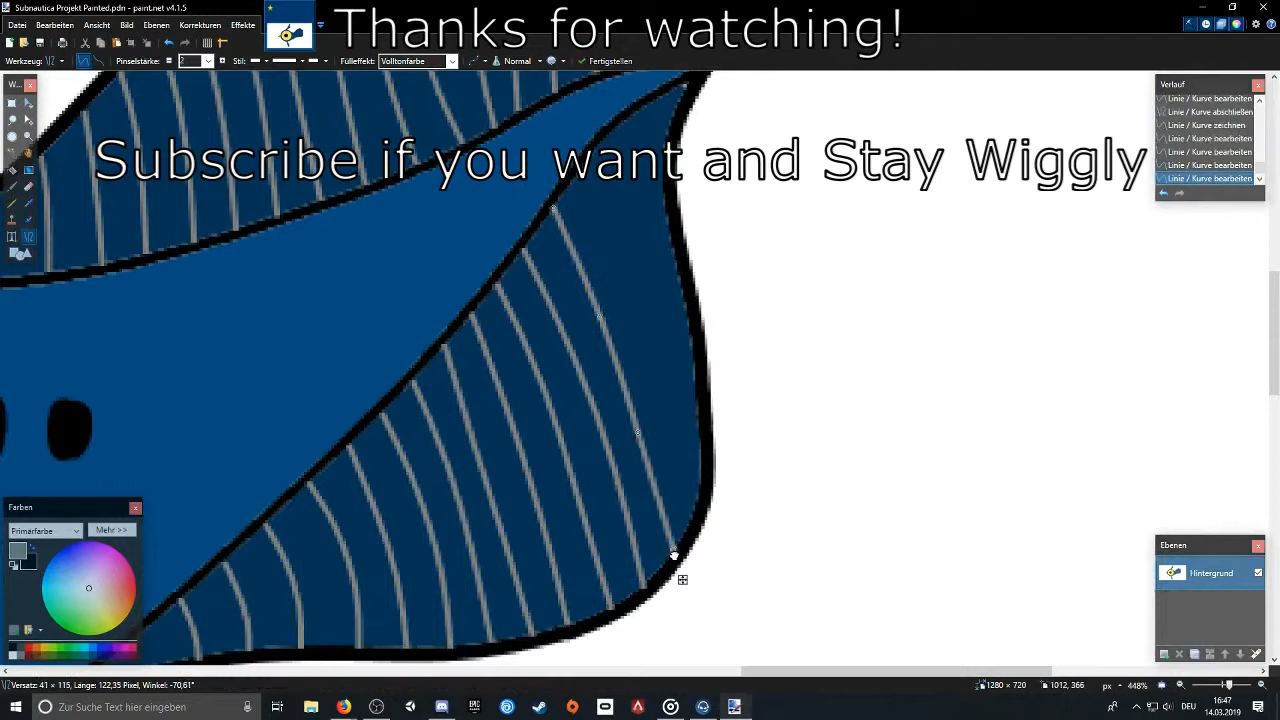 Subnautica Projekt Painted.pdn - paint.net v4.1.5
Thanks for watching!
Datei
Ebenen
Korrekturen
Effekte
Werkzeug:
Pinselstärke:
2
Stil:
Fülleffekt:
Volltonfarbe
Normal
Fertigstellen
W...
Verlauf
Linie / Kurve bearbeiten
Linie / Kurve abschließen
Linie / Kurve zeichnen
Linie / Kurve bearbeiten
Linie / Kurve bearbeiten
Linie / Kurve bearbeiten
Linie / Kurve bearbeiten
Subscribe if you want and Stay Wiggly
Farben
Primärfarbe
Mehr >>
Ebenen
Hintergrund
Versatz: 41 × 115, Länge: 122,35 Pixel, Winkel: -70,61°
1280 × 720
1012, 366
px
448%
Zur Suche Text hier eingeben
16:47
14.03.2019